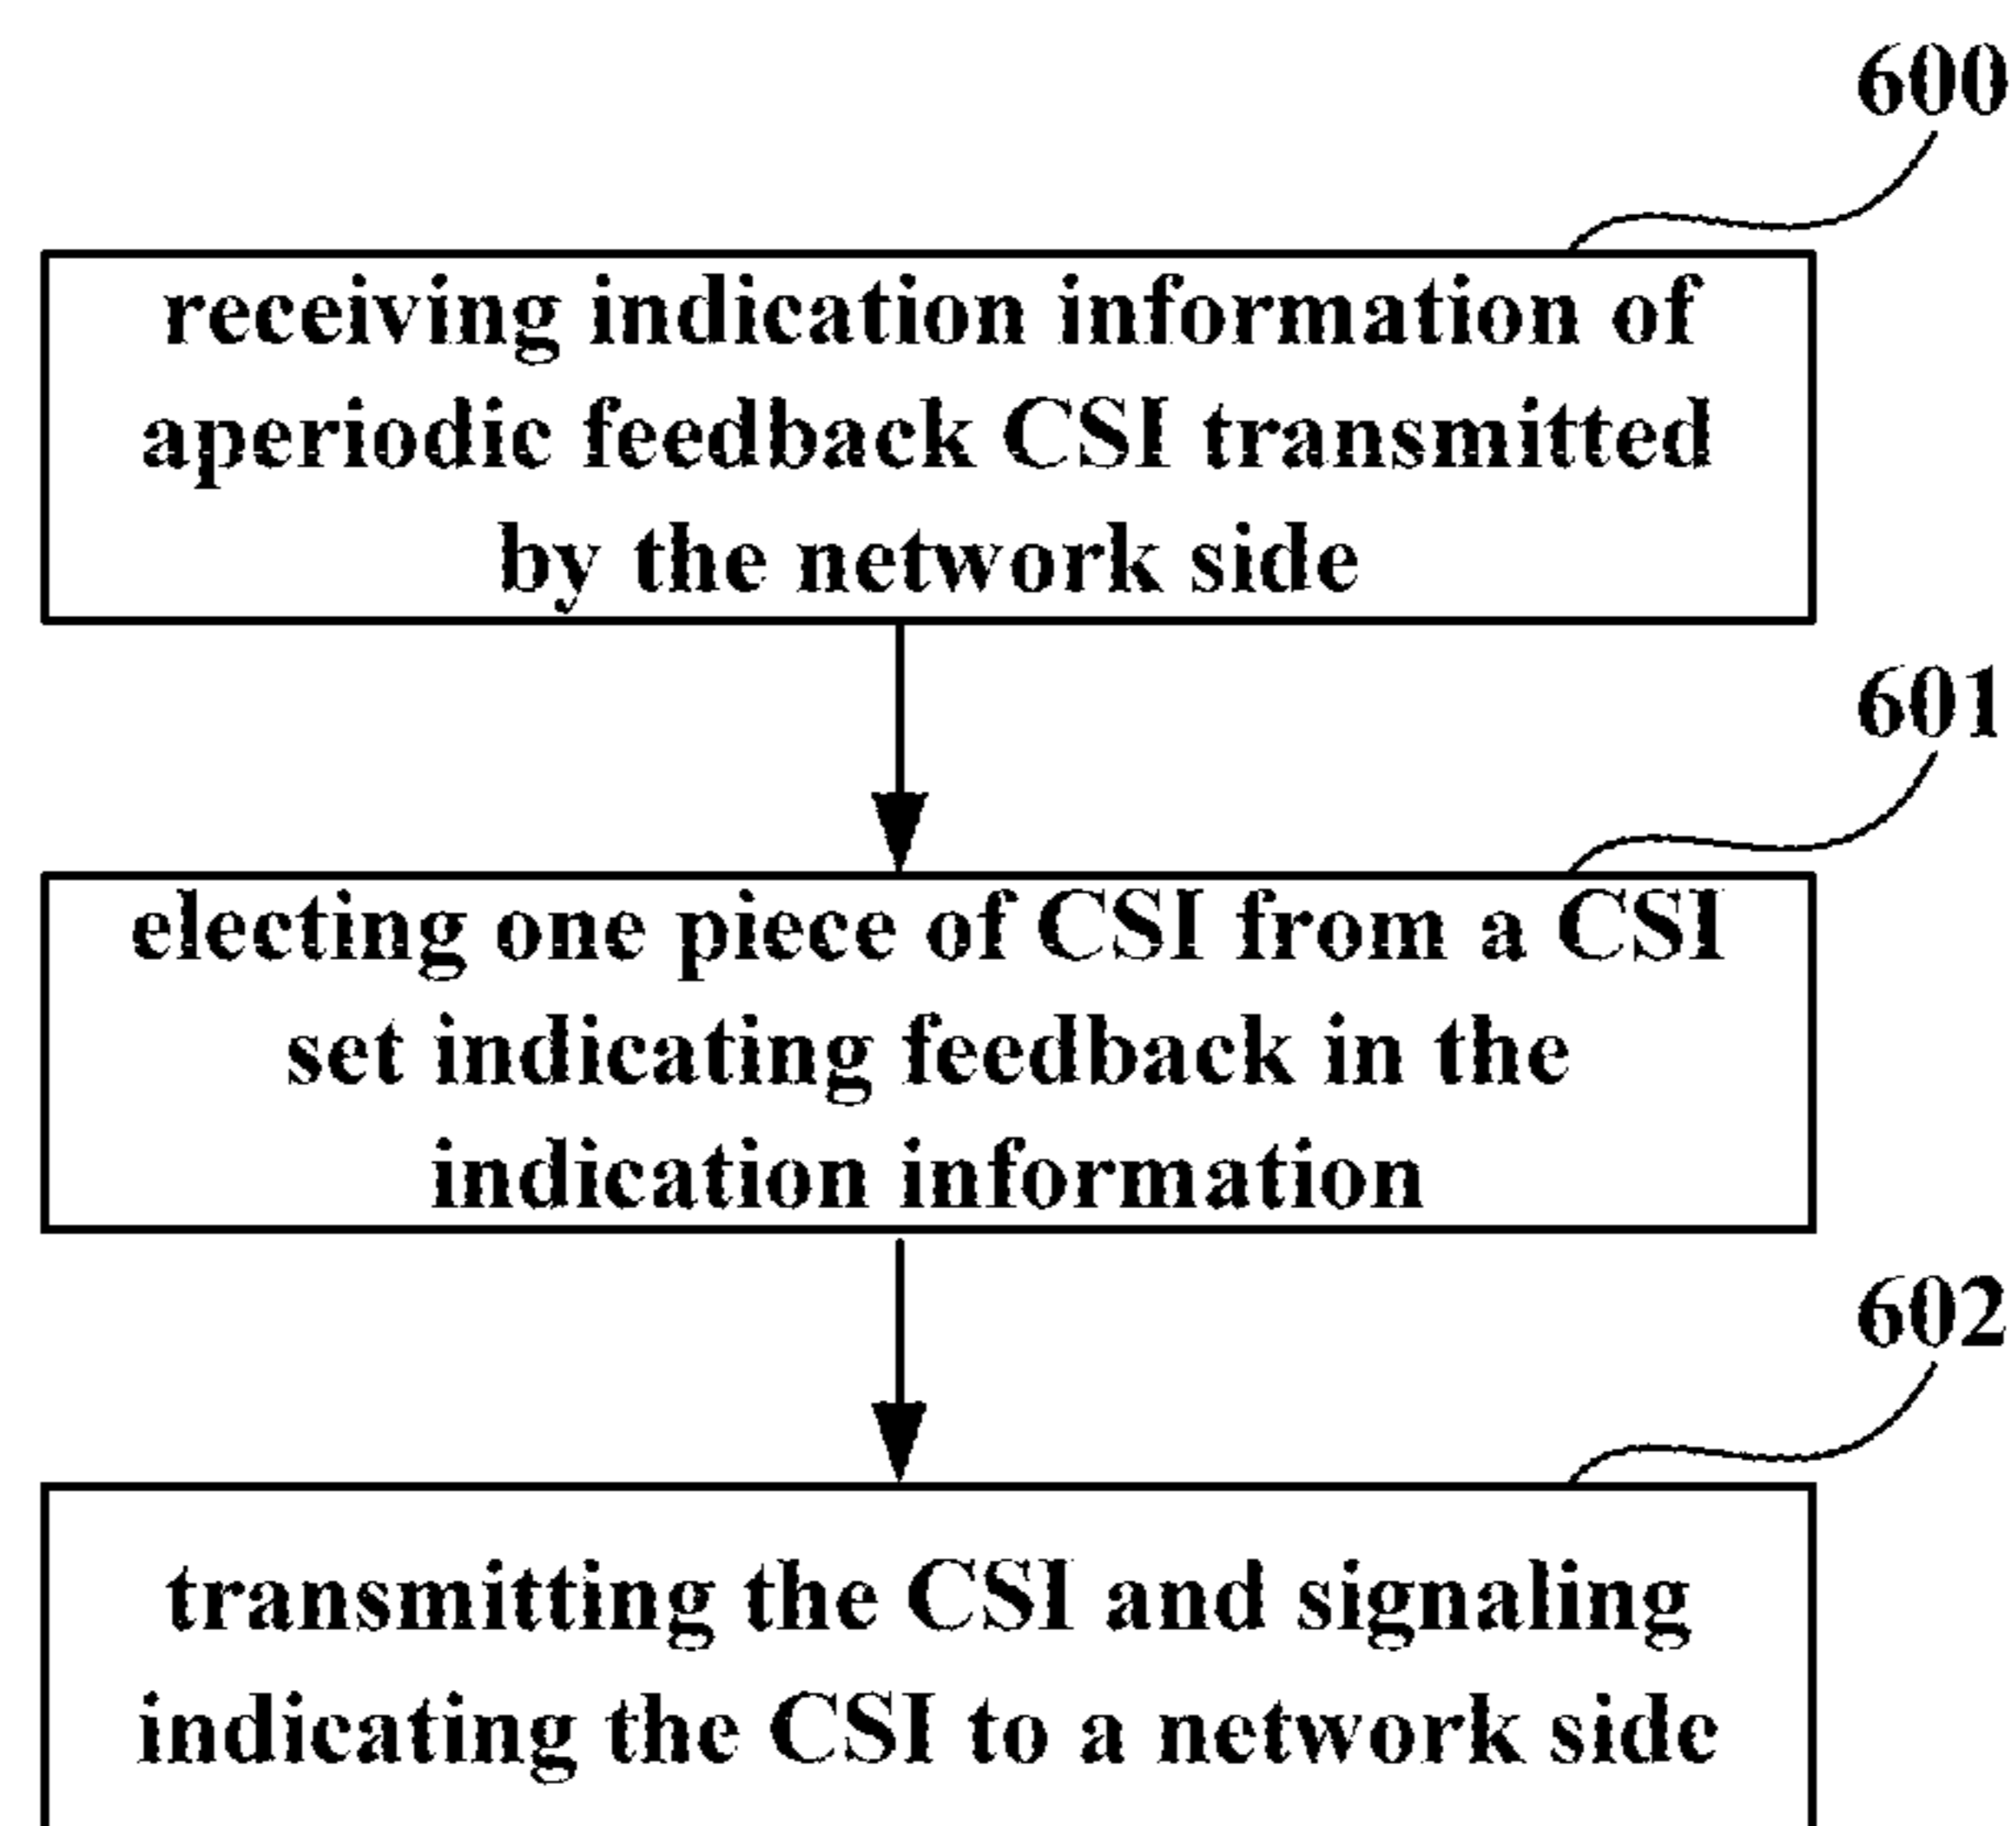 600
receiving indication information of
aperiodic feedback CSI transmitted
by the network side
601
electing one piece of CSI from a CSI
set indicating feedback in the
indication information
602
transmitting the CSI and signaling
indicating the CSI to a network side